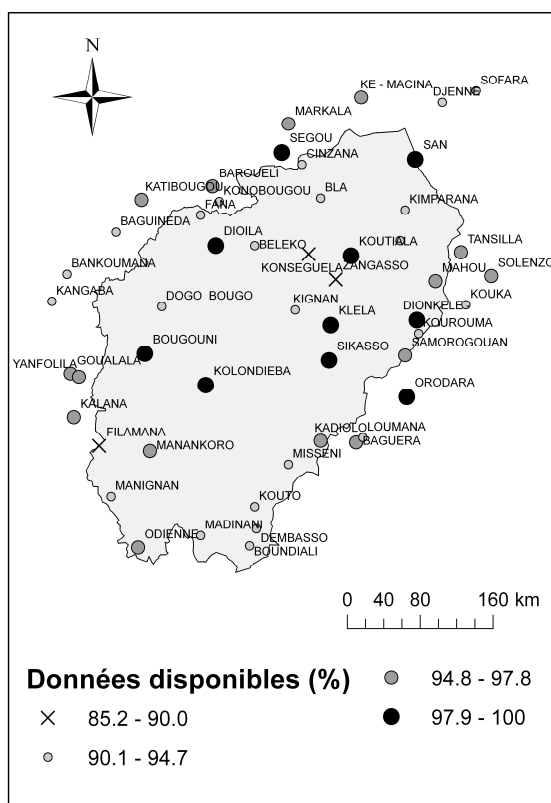 N
KE - MACINA
SOFARA
DJENNE
MARKALA
SEGOU
SAN
CINZANA
BAROUELI
KATIBOUGOU
KONOBOUGOU
BLA
FANA
KIMPARANA
BAGUINEDA
DIOILA
BELEKO
KOUTIALA
TANSILLA
BANKOUMANA
KONSEGUELA
ZANGASSO
MAHOU
SOLENZO
KANGABA
DOGO BOUGO
KIGNAN
DIONKELE
KOUKA
KLELA
KOUROUMA
BOUGOUNI
SIKASSO
SAMOROGOUAN
YANFOLILA
GOUALALA
KOLONDIEBA
ORODARA
KALANA
FILAMANA
KADIOLO
LOUMANA
MANANKORO
BAGUERA
MISSENI
MANIGNAN
KOUTO
ODIENNE
MADINANI
DEMBASSO
BOUNDIALI
0 40 80 160 km
Données disponibles (%)
85.2 - 90.0
90.1 - 94.7
94.8 - 97.8
97.9 - 100